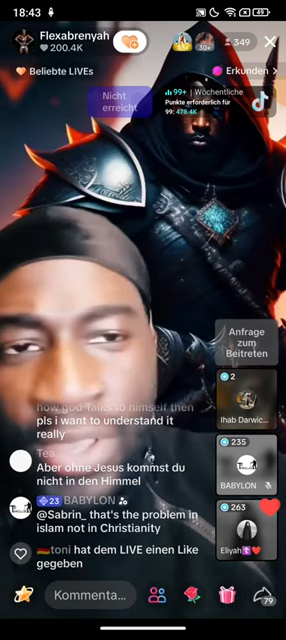 18:43
49
Flexabrenyah
200.4K
30+
349
Beliebte LIVEs
Erkunden >
Nicht
erreicht
99+ | Wöchentliche
Punkte erforderlich für
99: 478.4K
Anfrage
zum
Beitreten
2
Ihab Darwic...
235
BABYLON
263
Eliyah
how god Talks to himself then
pls i want to understand it
really
Tea
Aber ohne Jesus kommst du
nicht in den Himmel
23 BABYLON
@Sabrin_ that's the problem in
islam not in Christianity
toni hat dem LIVE einen Like
gegeben
Kommenta...
79